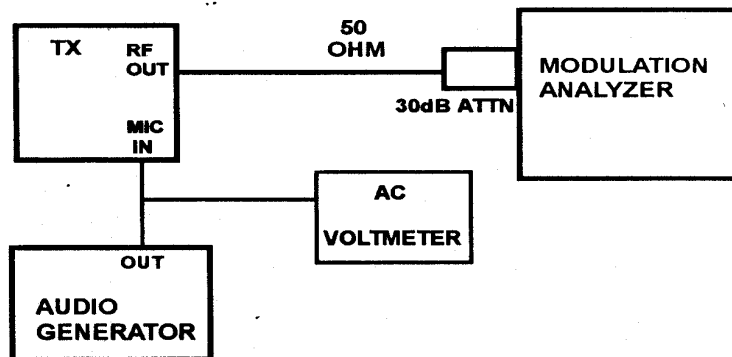 TX
RF
OUT
MIC
IN
50
OHM
30dB ATTN
MODULATION
ANALYZER
AC
VOLTMETER
OUT
AUDIO
GENERATOR